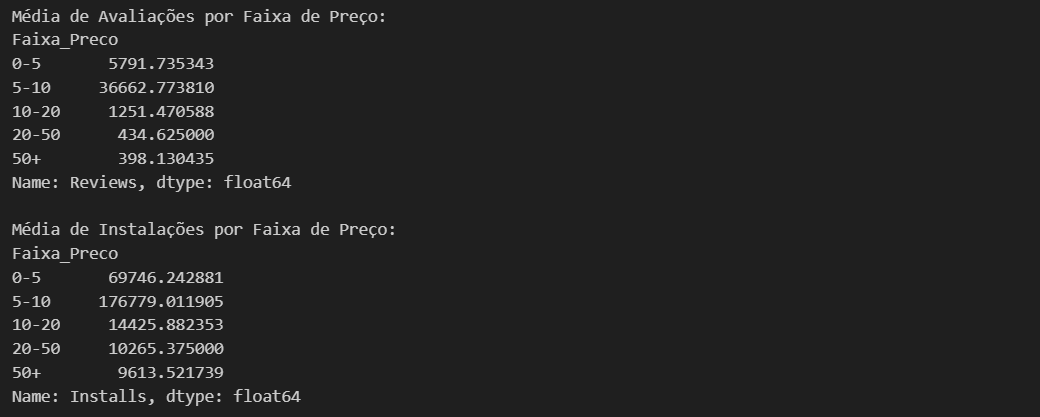 Média de Avaliações por Faixa de Preço:
Faixa_Preco
0-5       5791.735343
5-10     36662.773810
10-20     1251.470588
20-50      434.625000
50+        398.130435
Name: Reviews, dtype: float64

Média de Instalações por Faixa de Preço:
Faixa_Preco
0-5       69746.242881
5-10     176779.011905
10-20     14425.882353
20-50     10265.375000
50+        9613.521739
Name: Installs, dtype: float64